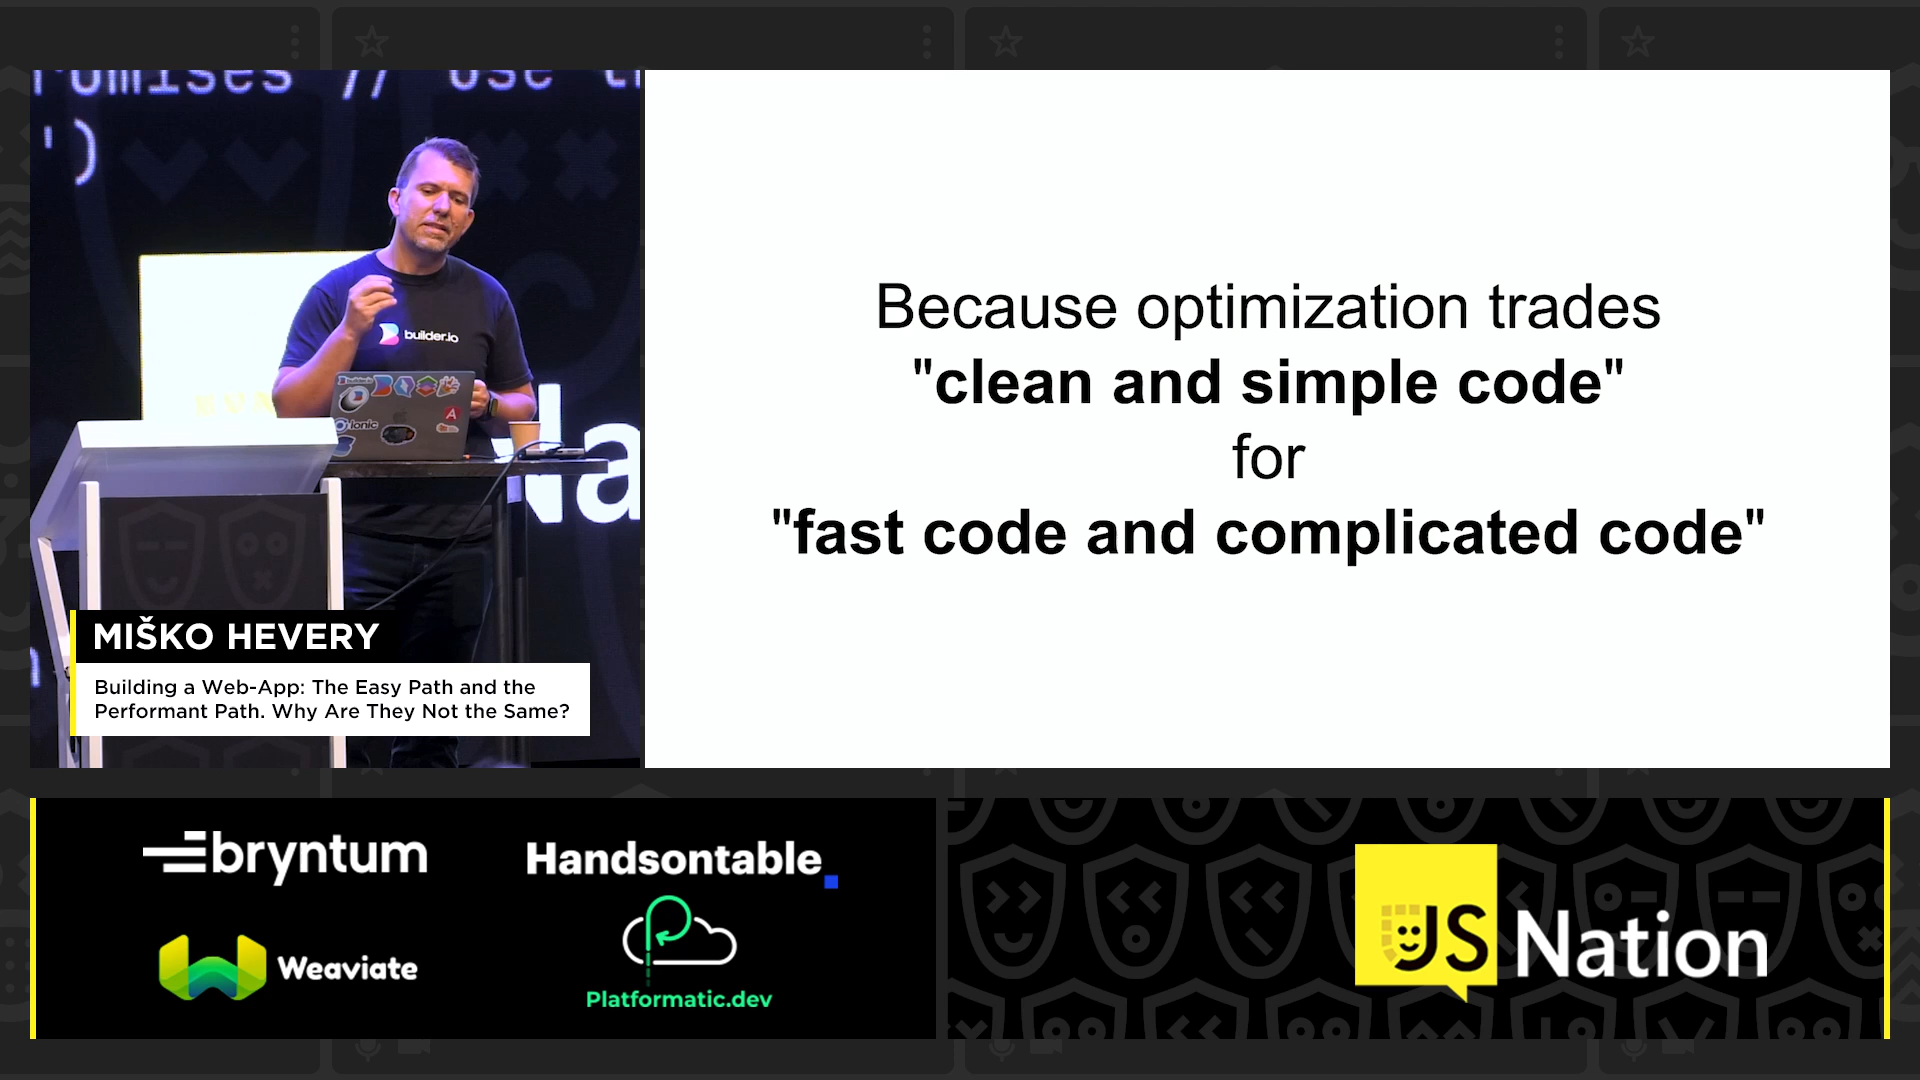 Because optimization trades
"clean and simple code"
for
"fast code and complicated code"
builder.io
ionic
MIŠKO HEVERY
Building a Web-App: The Easy Path and the
Performant Path. Why Are They Not the Same?
bryntum
Handsontable
Weaviate
Platformatic.dev
JS Nation